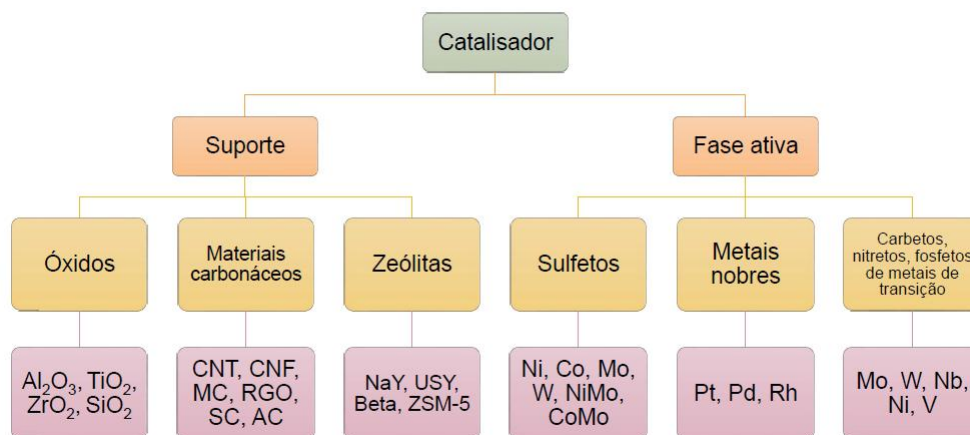 Catalisador
Suporte
Fase ativa
Óxidos
Materiais
carbonáceos
Zeólitas
Sulfetos
Metais
nobres
Carbetos,
nitretos, fosfetos
de metais de
transição
Al₂O₃, TiO₂,
ZrO₂, SiO₂
CNT, CNF,
MC, RGO,
SC, AC
NaY, USY,
Beta, ZSM-5
Ni, Co, Mo,
W, NiMo,
CoMo
Pt, Pd, Rh
Mo, W, Nb,
Ni, V